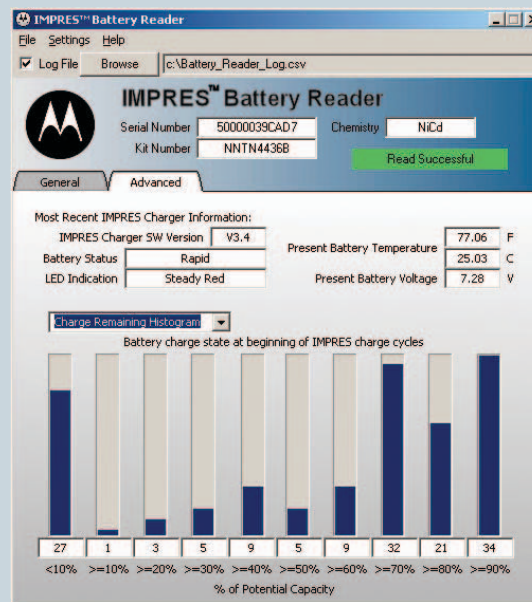 IMPRES™ Battery Reader
File Settings Help
Log File Browse c:\Battery_Reader_Log.csv
IMPRES™ Battery Reader
Serial Number 50000039CAD7 Chemistry NiCd
Kit Number NNTN4436B
Read Successful
General Advanced
Most Recent IMPRES Charger Information:
IMPRES Charger SW Version V3.4
Battery Status Rapid
LED Indication Steady Red
Present Battery Temperature 77.06 F
25.03 C
Present Battery Voltage 7.28 V
Charge Remaining Histogram
Battery charge state at beginning of IMPRES charge cycles
27 1 3 5 9 5 9 32 21 34
<10% >=10% >=20% >=30% >=40% >=50% >=60% >=70% >=80% >=90%
% of Potential Capacity